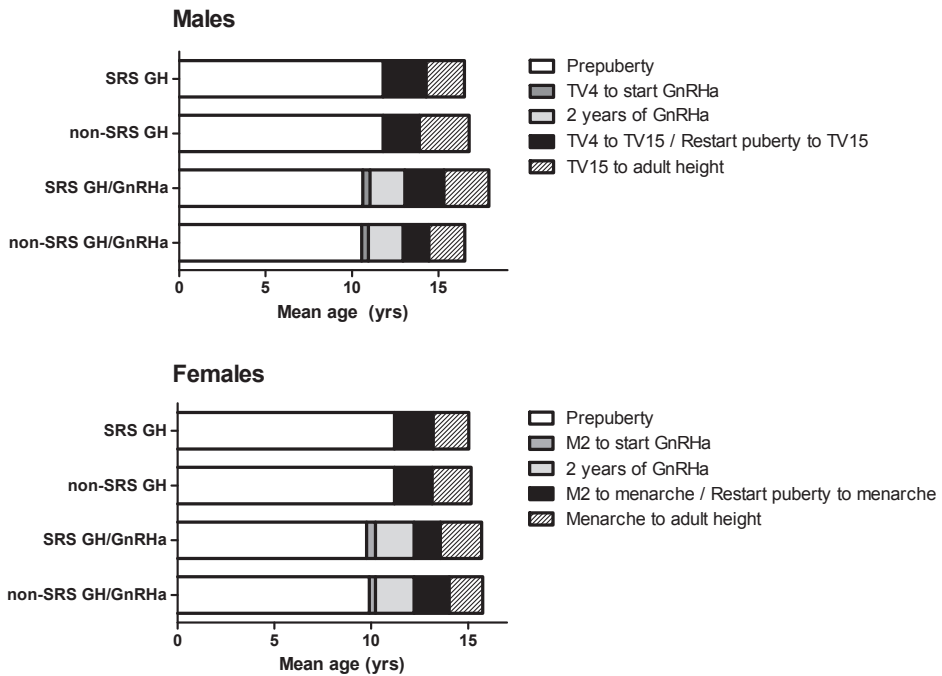 Males
SRS GH
non-SRS GH
SRS GH/GnRHa
non-SRS GH/GnRHa
0 5 10 15
Mean age (yrs)
Prepuberty
TV4 to start GnRHa
2 years of GnRHa
TV4 to TV15 / Restart puberty to TV15
TV15 to adult height
Females
SRS GH
non-SRS GH
SRS GH/GnRHa
non-SRS GH/GnRHa
0 5 10 15
Mean age (yrs)
Prepuberty
M2 to start GnRHa
2 years of GnRHa
M2 to menarche / Restart puberty to menarche
Menarche to adult height